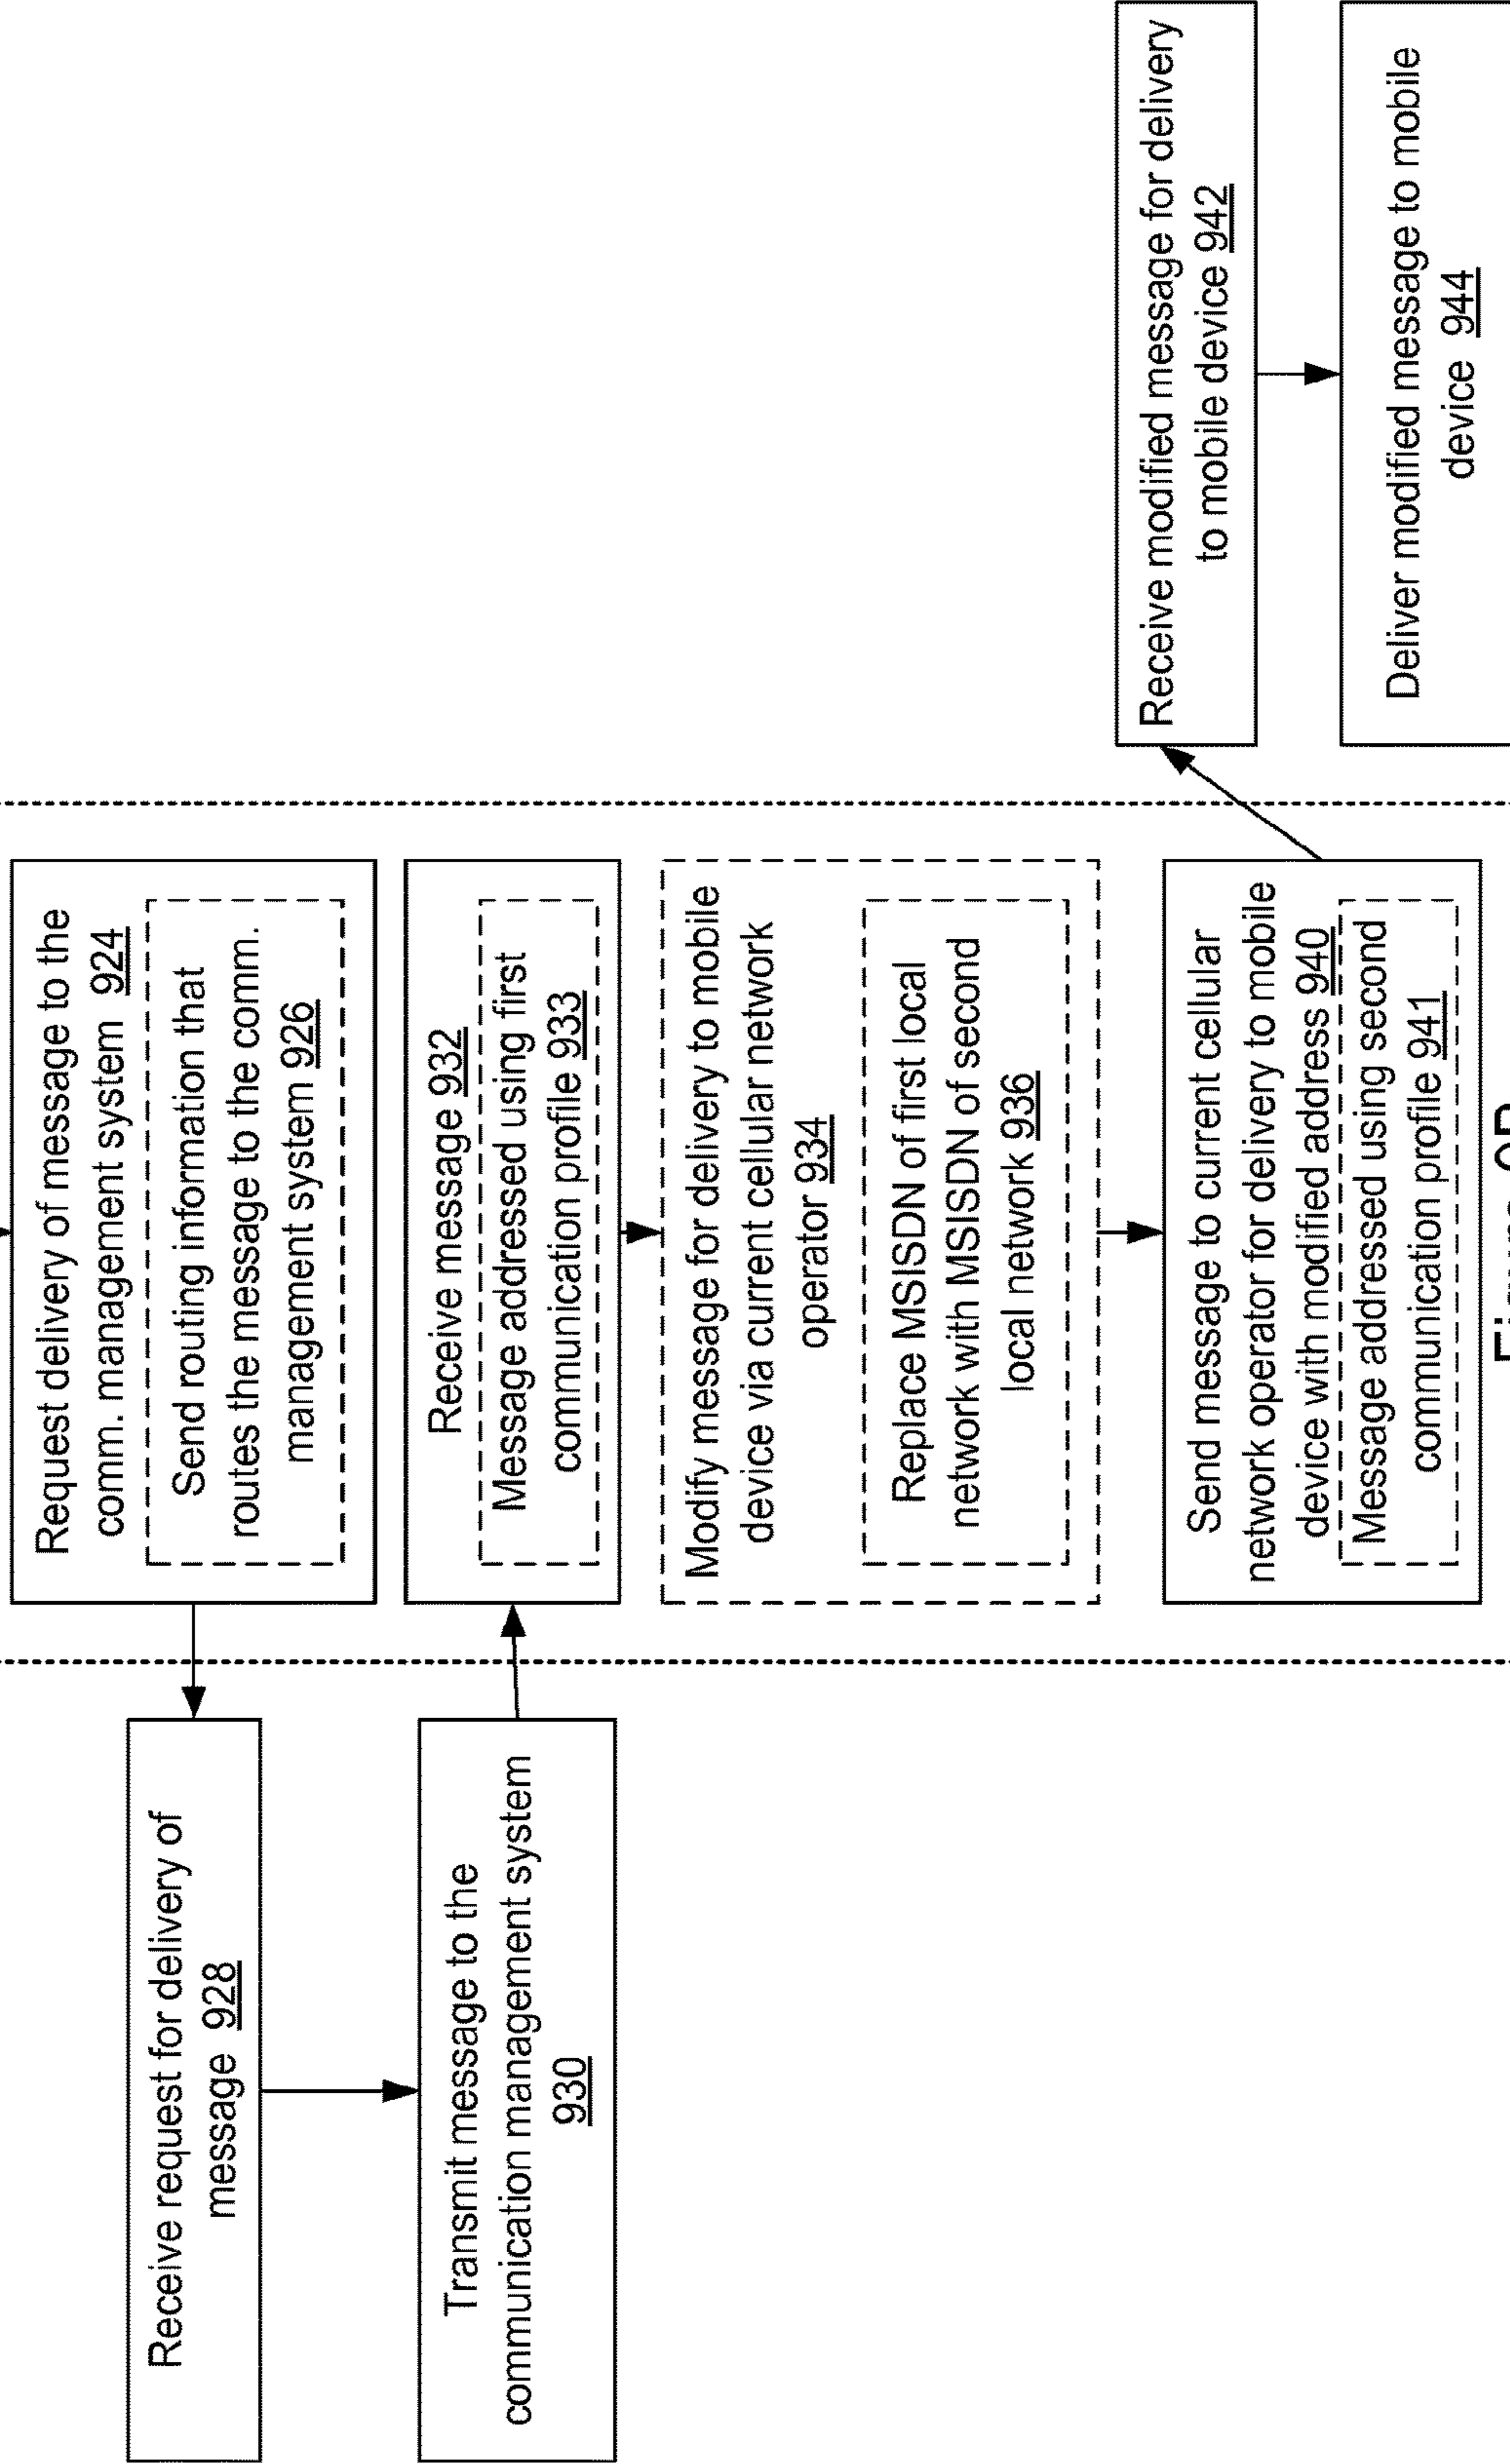 Request delivery of message to the
comm. management system 924
Send routing information that
routes the message to the comm.
management system 926
Receive request for delivery of
message 928
Transmit message to the
communication management system
930
Receive message 932
Message addressed using first
communication profile 933
Modify message for delivery to mobile
device via current cellular network
operator 934
Replace MSISDN of first local
network with MSISDN of second
local network 936
Send message to current cellular
network operator for delivery to mobile
device with modified address 940
Message addressed using second
communication profile 941
Receive modified message for delivery
to mobile device 942
Deliver modified message to mobile
device 944